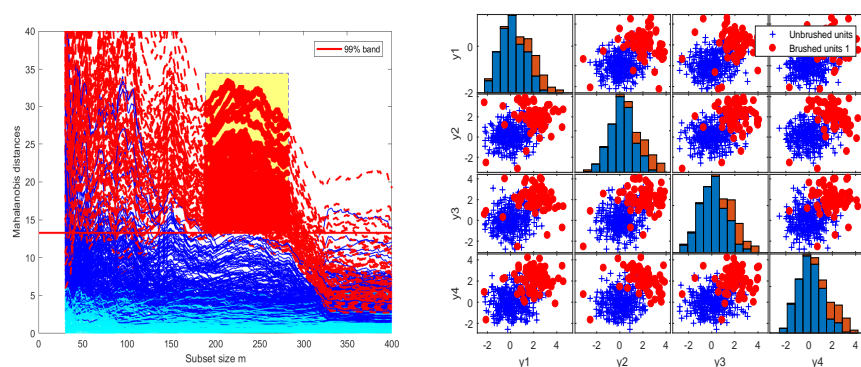 40
35
30
25
20
15
10
5
0
0 50 100 150 200 250 300 350 400
Mahalanobis distances
Subset size m
99% band
Unbrushed units
Brushed units 1
y1
0
-2
y2
2
0
-2
y3
4
2
0
-2
y4
4
2
0
-2
-2 0 2 4 -2 0 2 4 -2 0 2 4 -2 0 2 4
y1 y2 y3 y4